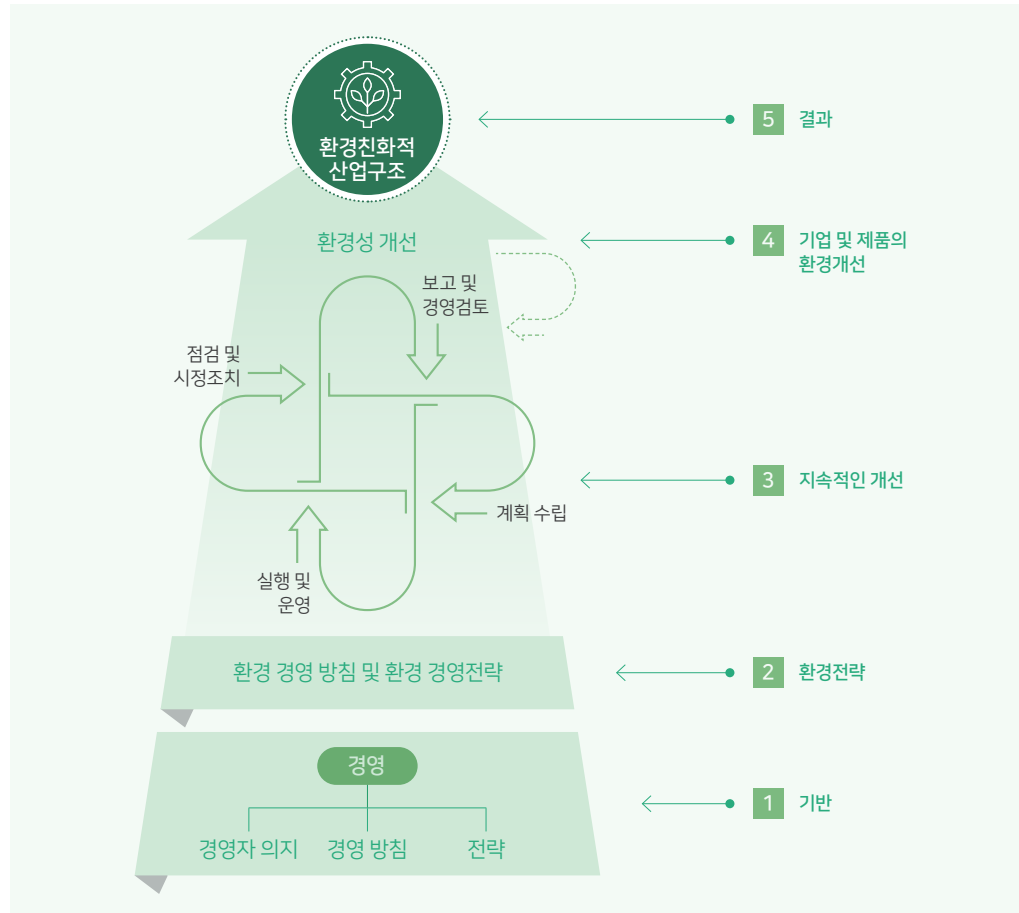 환경친화적
산업구조
5 결과
환경성 개선
4 기업 및 제품의
환경개선
보고 및
경영검토
점검 및
시정조치
3 지속적인 개선
계획 수립
실행 및
운영
환경 경영 방침 및 환경 경영전략
2 환경전략
경영
1 기반
경영자 의지 경영 방침 전략